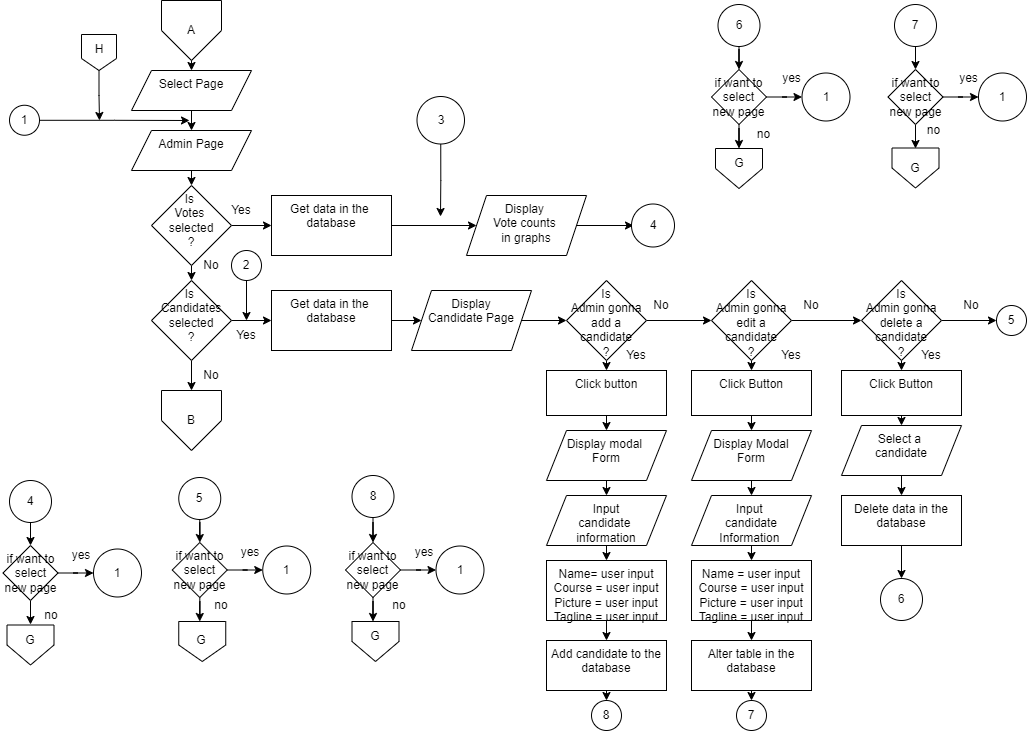 A
H
Select Page
1
Admin Page
3
Is
Votes
selected
?
Yes
Get data in the
database
Display
Vote counts
in graphs
4
No
2
Is
Candidates
selected
?
Yes
Get data in the
database
Display
Candidate Page
Is
Admin gonna
add a
candidate
?
No
Is
Admin gonna
edit a
candidate
?
No
Is
Admin gonna
delete a
candidate
?
No
5
No
B
Yes
Click button
Display modal
Form
Input
candidate
information
Name= user input
Course = user input
Picture = user input
Tagline = user input
Add candidate to the
database
8
Yes
Click Button
Display Modal
Form
Input
candidate
Information
Name = user input
Course = user input
Picture = user input
Tagline = user input
Alter table in the
database
7
Yes
Click Button
Select a
candidate
Delete data in the
database
6
6
if want to
select
new page
yes
1
no
G
7
if want to
select
new page
yes
1
no
G
4
if want to
select
new page
yes
1
no
G
5
if want to
select
new page
yes
1
no
G
8
if want to
select
new page
yes
1
no
G